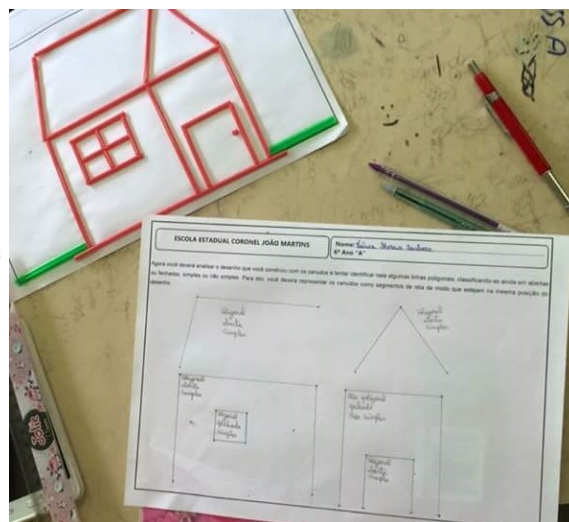 SS A
ESCOLA ESTADUAL CORONEL JOÃO MARTINS
Nome:
6º Ano "A"
Agora você deverá analisar o desenho que você construiu com os canudos e tentar identificar nele algumas linhas poligonais, classificando-as ainda em abertas
ou fechadas, simples ou não simples. Para isto, você deverá representar os canudos como segmentos de reta de modo que estejam na mesma posição do
desenho.
Poligonal
aberta
simples
Poligonal
aberta
simples
Poligonal
aberta
simples
Poligonal
fechada
simples
Não poligonal
fechada
não simples
Poligonal
aberta
simples
Jolie